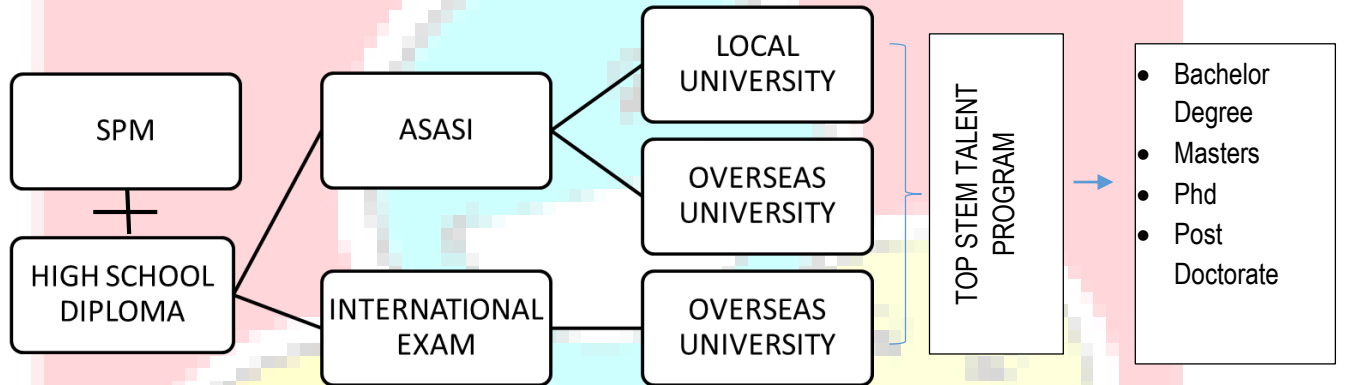 SPM
HIGH SCHOOL
DIPLOMA
ASASI
INTERNATIONAL
EXAM
LOCAL
UNIVERSITY
OVERSEAS
UNIVERSITY
OVERSEAS
UNIVERSITY
TOP STEM TALENT
PROGRAM
• Bachelor
Degree
• Masters
• Phd
• Post
Doctorate